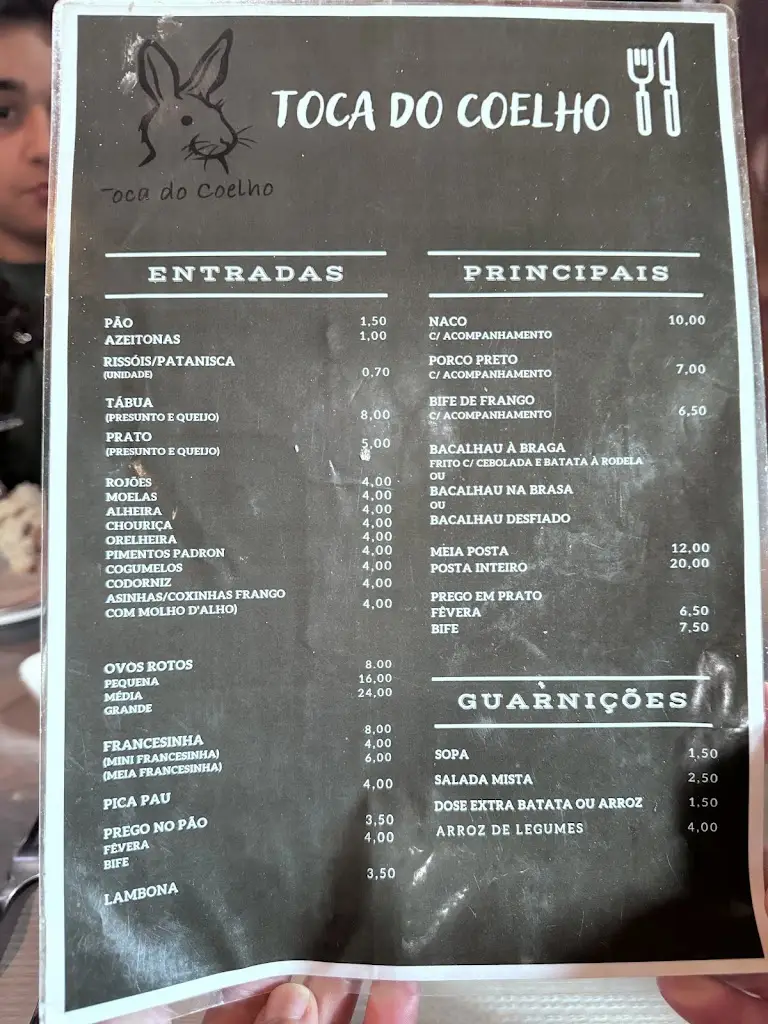 TOCA DO COELHO
Toca do Coelho
ENTRADAS
PÃO 1,50
AZEITONAS 1,00
RISSÓIS/PATANISCA
(UNIDADE) 0,70
TÁBUA
(PRESUNTO E QUEIJO) 8,00
PRATO
(PRESUNTO E QUEIJO) 5,00
ROJÕES 4,00
MOELAS 4,00
ALHEIRA 4,00
CHOURIÇA 4,00
ORELHEIRA 4,00
PIMENTOS PADRON 4,00
COGUMELOS 4,00
CODORNIZ 4,00
ASINHAS/COXINHAS FRANGO
COM MOLHO D'ALHO) 4,00
OVOS ROTOS 8.00
PEQUENA 16,00
MÉDIA 24,00
GRANDE
FRANCESINHA 8,00
(MINI FRANCESINHA) 4,00
(MEIA FRANCESINHA) 6,00
PICA PAU 4,00
PREGO NO PÃO 3,50
FÊVERA 4,00
BIFE
LAMBONA 3,50
PRINCIPAIS
NACO 10,00
C/ ACOMPANHAMENTO
PORCO PRETO
C/ ACOMPANHAMENTO 7,00
BIFE DE FRANGO
C/ ACOMPANHAMENTO 6,50
BACALHAU À BRAGA
FRITO C/ CEBOLADA E BATATA À RODELA
OU
BACALHAU NA BRASA
OU
BACALHAU DESFIADO
MEIA POSTA 12,00
POSTA INTEIRO 20,00
PREGO EM PRATO
FÊVERA 6,50
BIFE 7,50
GUARNIÇÕES
SOPA 1,50
SALADA MISTA 2,50
DOSE EXTRA BATATA OU ARROZ 1.50
ARROZ DE LEGUMES 4,00